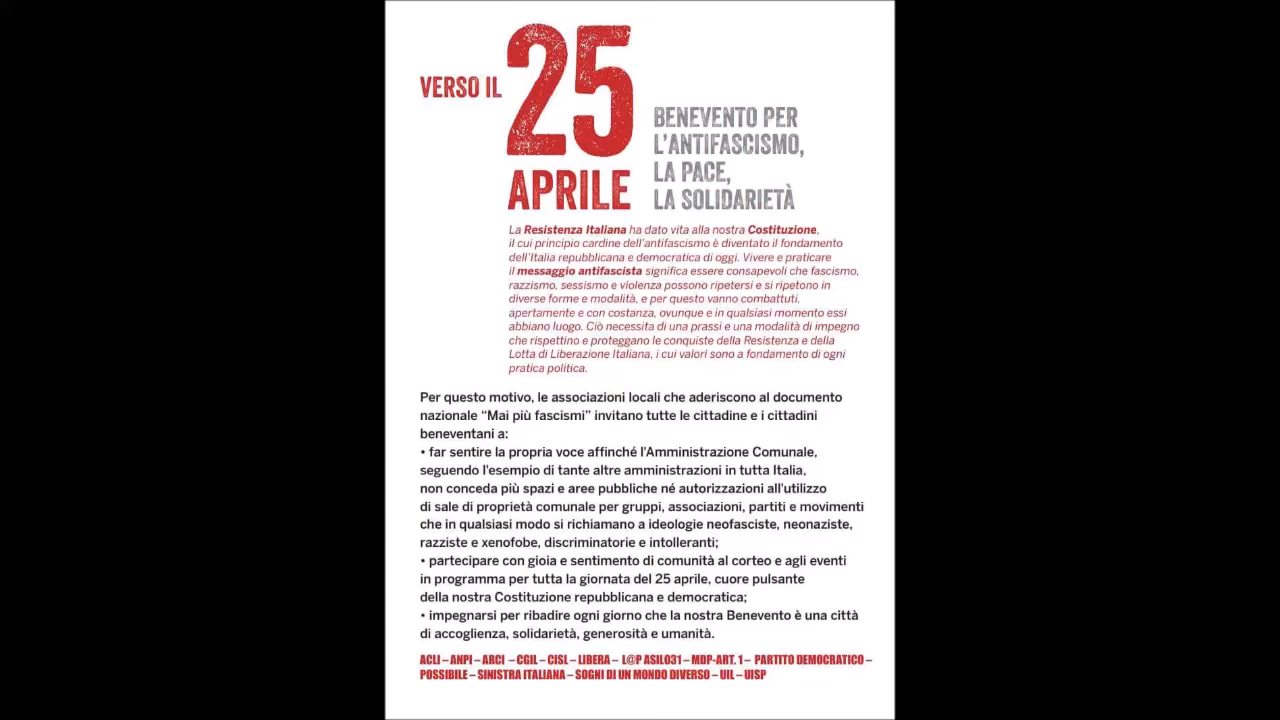 VERSO IL
25
APRILE
BENEVENTO PER
L'ANTIFASCISMO,
LA PACE,
LA SOLIDARIETÀ
La Resistenza Italiana ha dato vita alla nostra Costituzione,
il cui principio cardine dell'antifascismo è diventato il fondamento
dell'Italia repubblicana e democratica di oggi. Vivere e praticare
il messaggio antifascista significa essere consapevoli che fascismo,
razzismo, sessismo e violenza possono ripetersi e si ripetono in
diverse forme e modalità, e per questo vanno combattuti,
apertamente e con costanza, ovunque e in qualsiasi momento essi
abbiano luogo. Ciò necessita di una prassi e una modalità di impegno
che rispettino e proteggano le conquiste della Resistenza e della
Lotta di Liberazione Italiana, i cui valori sono a fondamento di ogni
pratica politica.
Per questo motivo, le associazioni locali che aderiscono al documento
nazionale “Mai più fascismi” invitano tutte le cittadine e i cittadini
beneventani a:
• far sentire la propria voce affinché l'Amministrazione Comunale,
seguendo l'esempio di tante altre amministrazioni in tutta Italia,
non conceda più spazi e aree pubbliche né autorizzazioni all'utilizzo
di sale di proprietà comunale per gruppi, associazioni, partiti e movimenti
che in qualsiasi modo si richiamano a ideologie neofasciste, neonaziste,
razziste e xenofobe, discriminatorie e intolleranti;
• partecipare con gioia e sentimento di comunità al corteo e agli eventi
in programma per tutta la giornata del 25 aprile, cuore pulsante
della nostra Costituzione repubblicana e democratica;
• impegnarsi per ribadire ogni giorno che la nostra Benevento è una città
di accoglienza, solidarietà, generosità e umanità.
ACLI – ANPI – ARCI – CGIL – CISL – LIBERA – L@P ASILO31 – MDP-ART. 1 – PARTITO DEMOCRATICO –
POSSIBILE – SINISTRA ITALIANA – SOGNI DI UN MONDO DIVERSO – UIL – UISP